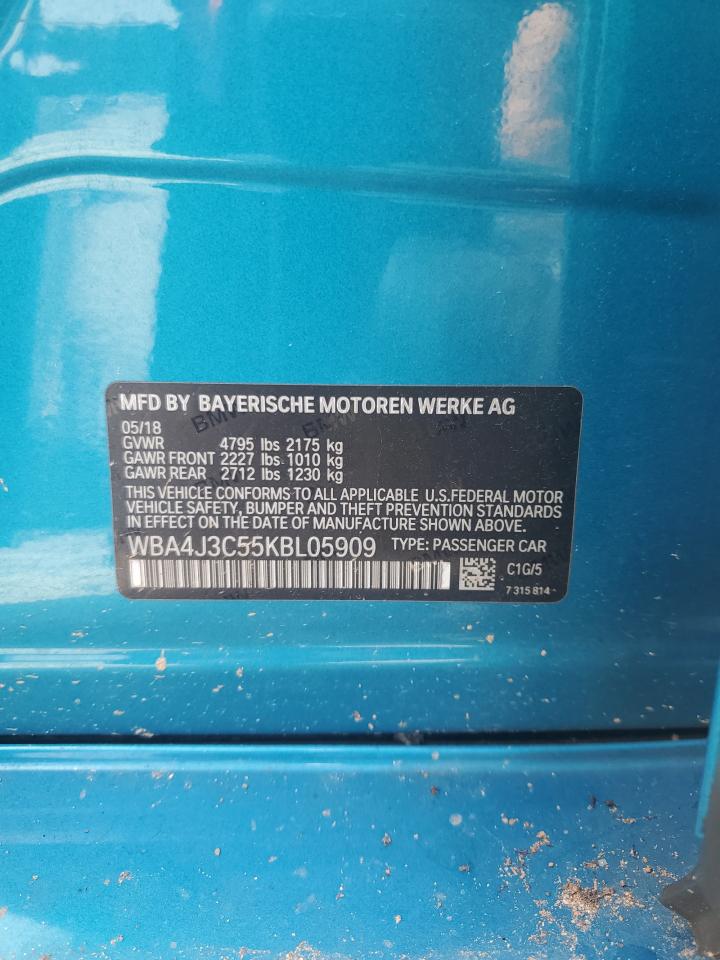 MFD BY BAYERISCHE MOTOREN WERKE AG
05/18
GVWR 4795 lbs 2175 kg
GAWR FRONT 2227 lbs 1010 kg
GAWR REAR 2712 lbs 1230 kg
THIS VEHICLE CONFORMS TO ALL APPLICABLE U.S.FEDERAL MOTOR
VEHICLE SAFETY, BUMPER AND THEFT PREVENTION STANDARDS
IN EFFECT ON THE DATE OF MANUFACTURE SHOWN ABOVE.
WBA4J3C55KBL05909 TYPE: PASSENGER CAR
C1G/5
7 315 814